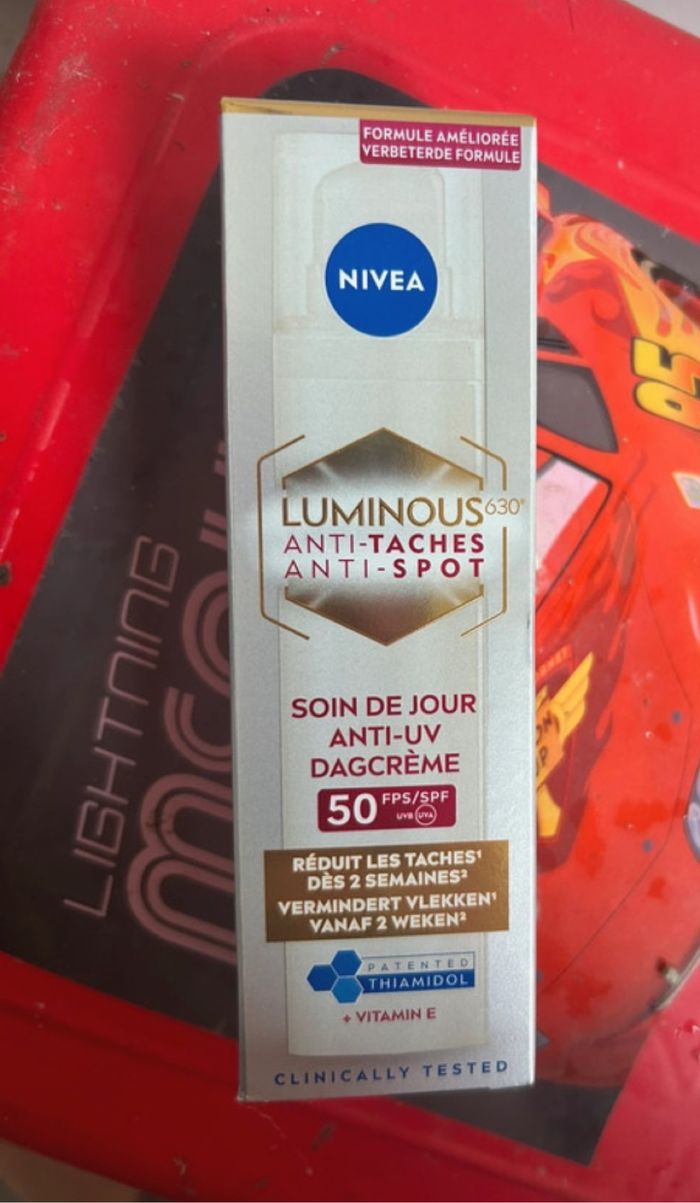 FORMULE AMÉLIORÉE
VERBETERDE FORMULE
NIVEA
LUMINOUS630®
ANTI-TACHES
ANTI-SPOT
SOIN DE JOUR
ANTI-UV
DAGCRÈME
50 FPS/SPF
UVB UVA
RÉDUIT LES TACHES¹
DÈS 2 SEMAINES²
VERMINDERT VLEKKEN¹
VANAF 2 WEKEN²
PATENTED
THIAMIDOL
+ VITAMIN E
CLINICALLY TESTED
LIGHTNING
95